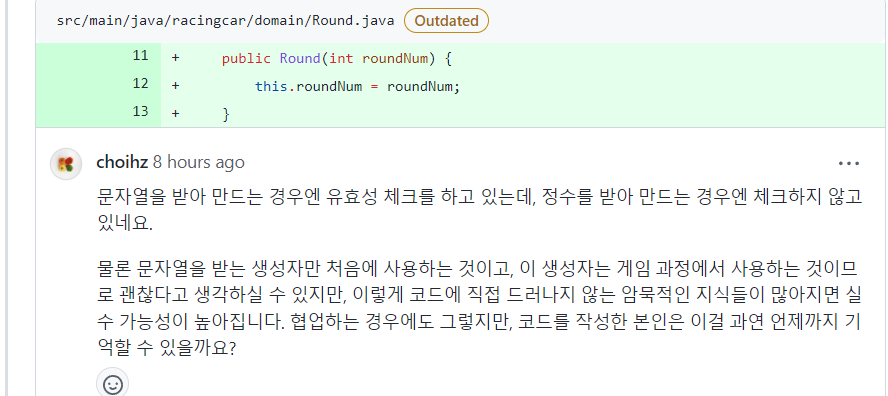 src/main/java/racingcar/domain/Round.java Outdated
11 + public Round(int roundNum) {
12 + this.roundNum = roundNum;
13 + }
choihz 8 hours ago ...
문자열을 받아 만드는 경우엔 유효성 체크를 하고 있는데, 정수를 받아 만드는 경우엔 체크하지 않고
있네요.
물론 문자열을 받는 생성자만 처음에 사용하는 것이고, 이 생성자는 게임 과정에서 사용하는 것이므
로 괜찮다고 생각하실 수 있지만, 이렇게 코드에 직접 드러나지 않는 암묵적인 지식들이 많아지면 실
수 가능성이 높아집니다. 협업하는 경우에도 그렇지만, 코드를 작성한 본인은 이걸 과연 언제까지 기
억할 수 있을까요?